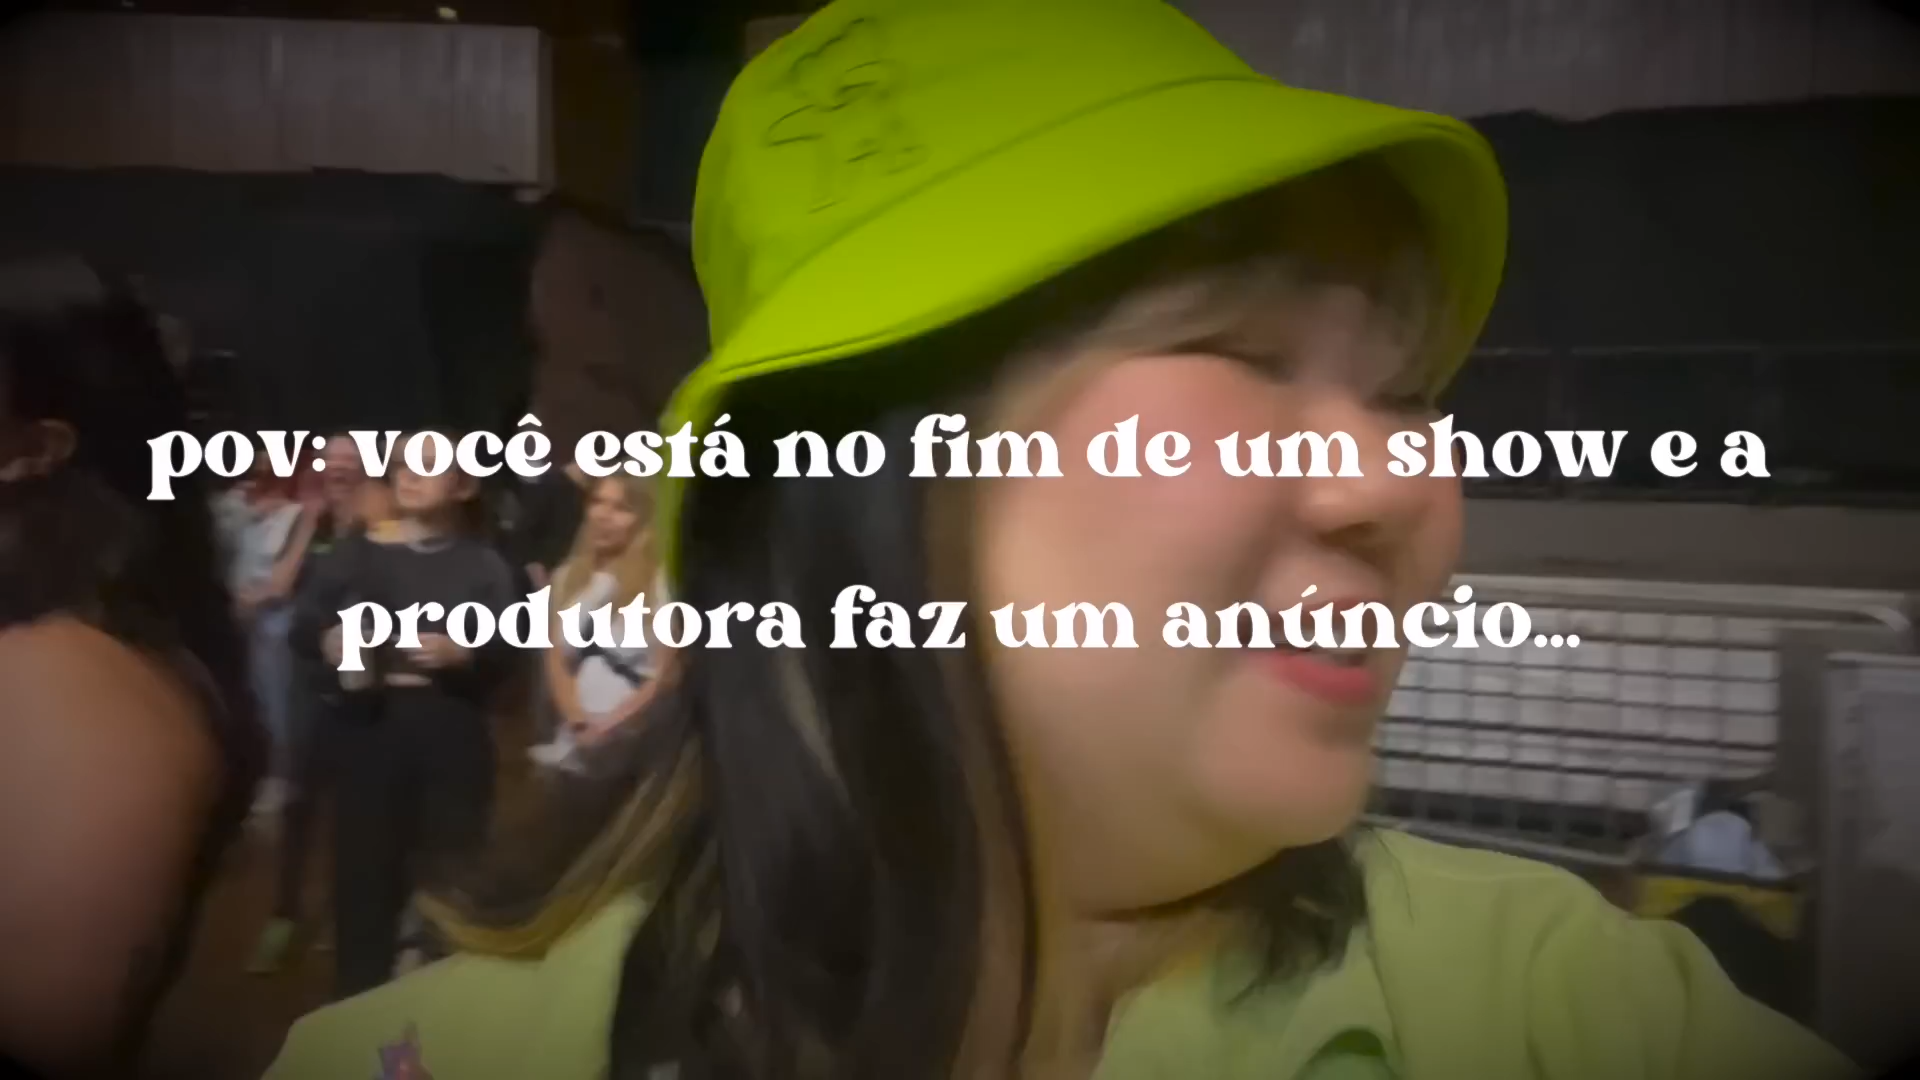 pov: você está no fim de um show e a
produtora faz um anúncio...